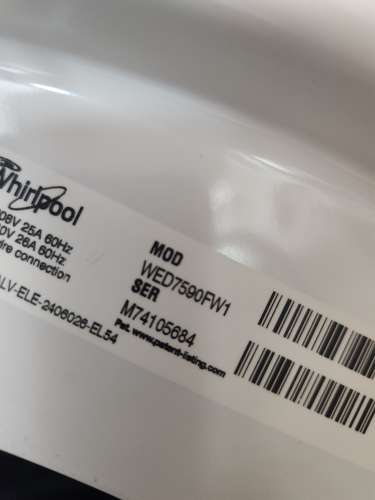 Whirlpool
08V 25A 60Hz
0V 26A 60Hz.
ire connection
LV-ELE-2406026-EL54
MOD
WED7590FW1
SER
M74105684
Pat. www.patent-listing.com